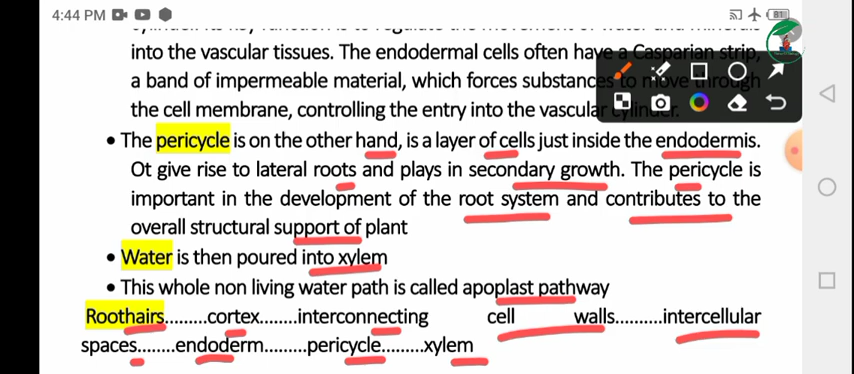 4:44 PM
81
into the vascular tissues. The endodermal cells often have a Casparian strip,
a band of impermeable material, which forces substances to move through
the cell membrane, controlling the entry into the vascular cylinder.
• The pericycle is on the other hand, is a layer of cells just inside the endodermis.
Ot give rise to lateral roots and plays in secondary growth. The pericycle is
important in the development of the root system and contributes to the
overall structural support of plant
• Water is then poured into xylem
• This whole non living water path is called apoplast pathway
Roothairs.........cortex........interconnecting cell walls..........intercellular
spaces........endoderm.........pericycle.........xylem